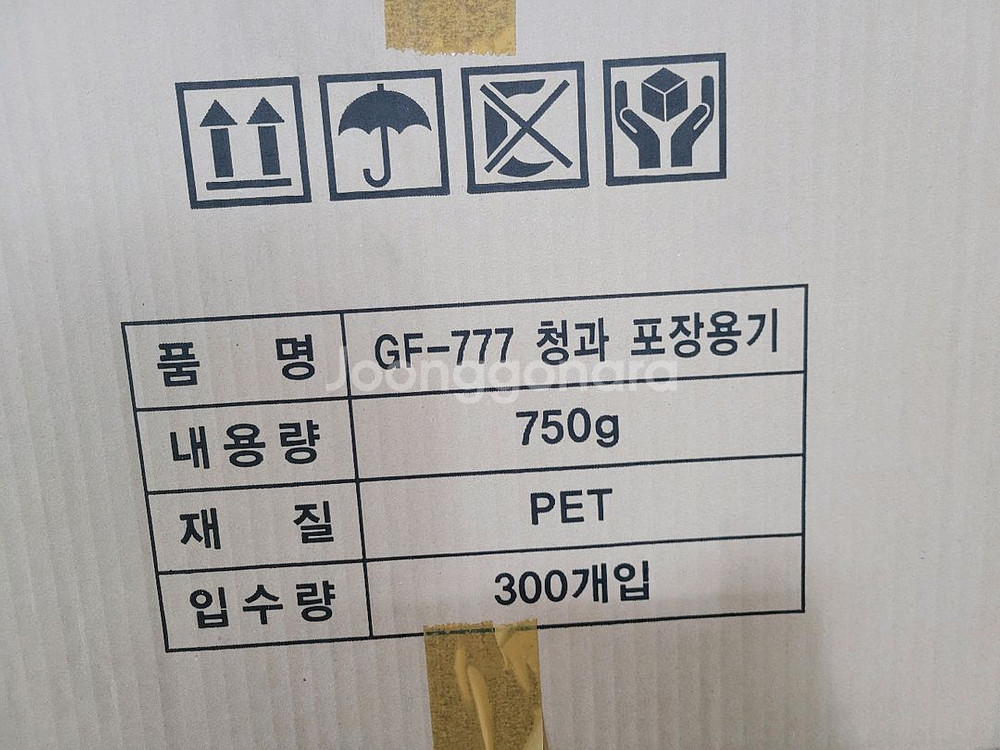 품 명 GF-777 청과 포장용기
Joonggonara
내용량 750g
재 질 PET
입수량 300개입